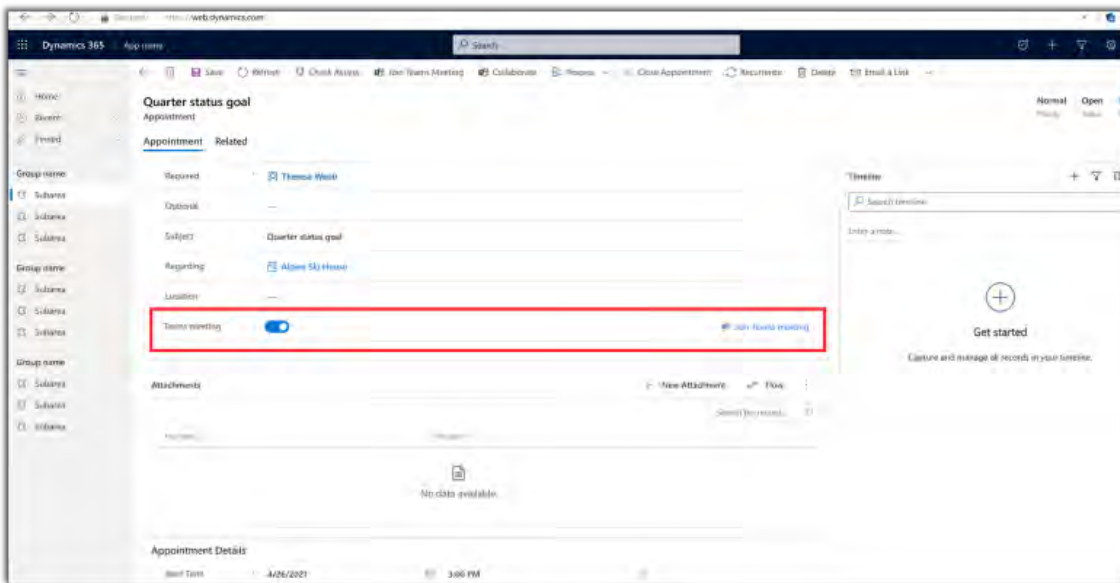 web.dynamics.com
Dynamics 365 App name Search
Save Refresh Check Access Join Teams Meeting Collaborate Process Close Appointment Recurrence Delete Email a Link
Home
Recent
Pinned
Quarter status goal
Appointment
Normal Open
Priority Status
Appointment Related
Group name
Subarea
Subarea
Subarea
Group name
Subarea
Subarea
Subarea
Group name
Subarea
Subarea
Subarea
Required Theresa Webb
Optional ---
Subject Quarter status goal
Regarding Alpine Ski House
Location ---
Teams meeting Join Teams meeting
Timeline
Search timeline
Enter a note...
Get started
Capture and manage all records in your timeline.
Attachments New Attachment Flow
Search for records
No data available.
Appointment Details
Start Time 4/26/2021 3:00 PM